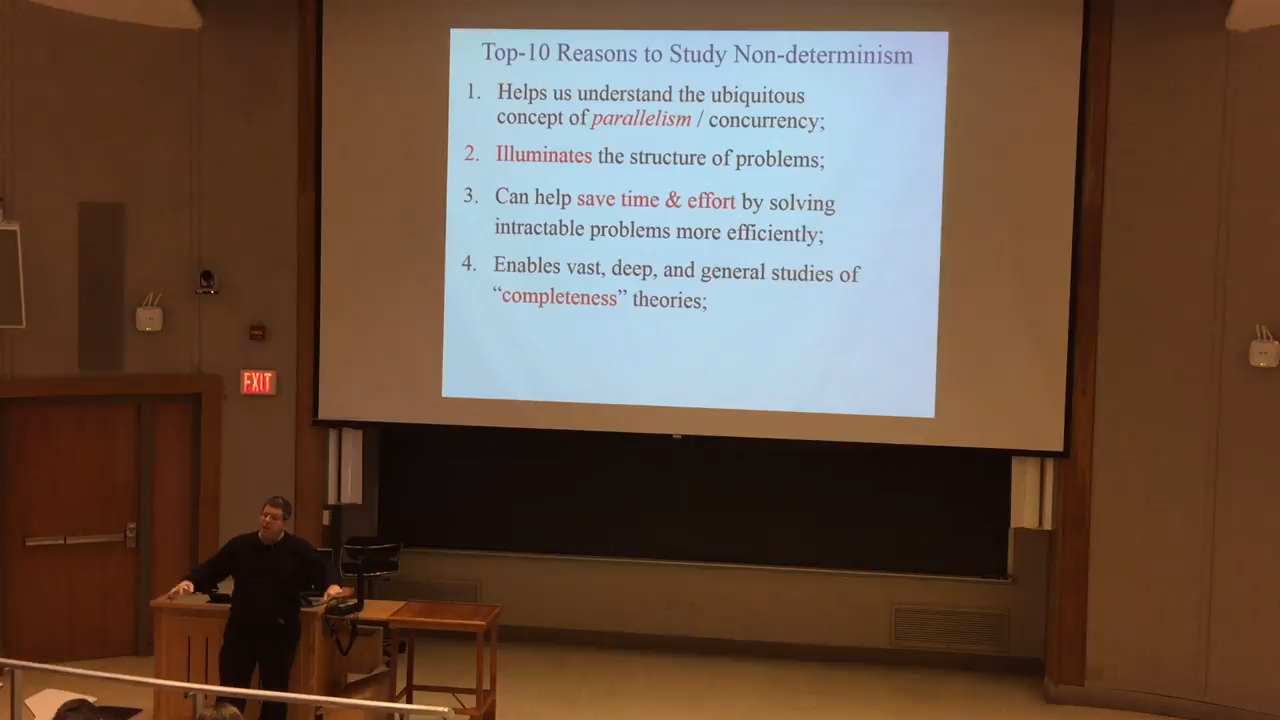 Top-10 Reasons to Study Non-determinism
1. Helps us understand the ubiquitous
concept of parallelism / concurrency;
2. Illuminates the structure of problems;
3. Can help save time & effort by solving
intractable problems more efficiently;
4. Enables vast, deep, and general studies of
“completeness” theories;
EXIT